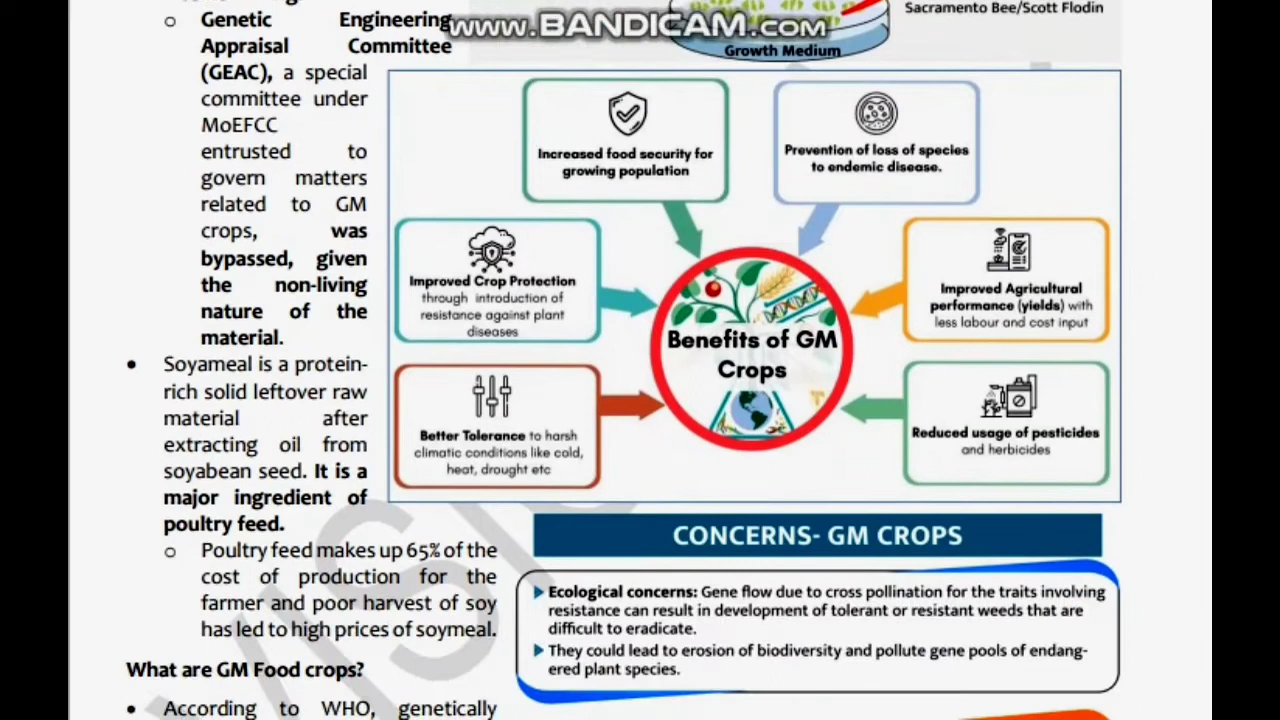 Sacramento Bee/Scott Flodin
www.BANDICAM.com
Growth Medium
Genetic Engineering
Appraisal Committee
(GEAC), a special
committee under
MoEFCC
entrusted to
govern matters
related to GM
crops, was
bypassed, given
the non-living
nature of the
material.
• Soyameal is a protein-
rich solid leftover raw
material after
extracting oil from
soyabean seed. It is a
major ingredient of
poultry feed.
o Poultry feed makes up 65% of the
cost of production for the
farmer and poor harvest of soy
has led to high prices of soymeal.
What are GM Food crops?
• According to WHO, genetically
Increased food security for
growing population
Prevention of loss of species
to endemic disease.
Improved Crop Protection
through introduction of
resistance against plant
diseases
Improved Agricultural
performance (yields) with
less labour and cost input
Benefits of GM
Crops
Better Tolerance to harsh
climatic conditions like cold,
heat, drought etc
Reduced usage of pesticides
and herbicides
CONCERNS- GM CROPS
Ecological concerns: Gene flow due to cross pollination for the traits involving
resistance can result in development of tolerant or resistant weeds that are
difficult to eradicate.
They could lead to erosion of biodiversity and pollute gene pools of endang-
ered plant species.